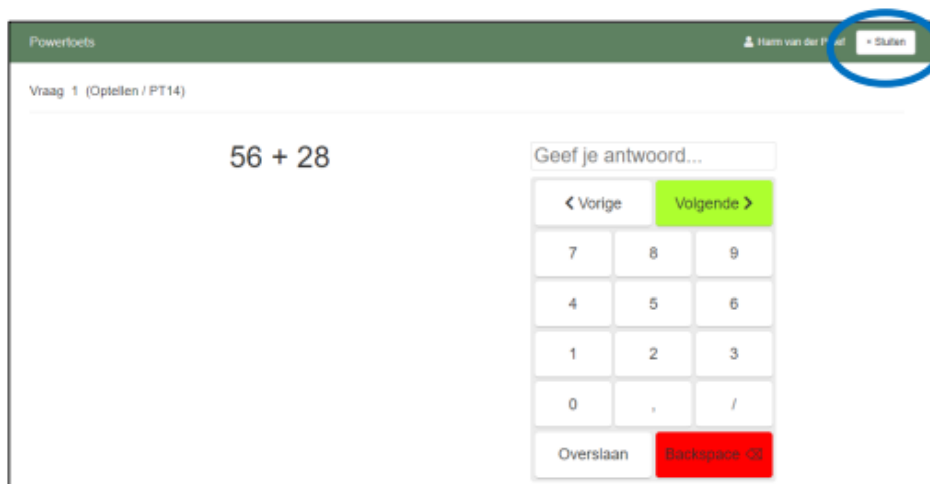 Powertoets
Harm van der × Sluiten
Vraag 1 (Optellen / PT14)
56 + 28
Geef je antwoord...
Vorige
Volgende
7 8 9
4 5 6
1 2 3
0 , /
Overslaan
Backspace